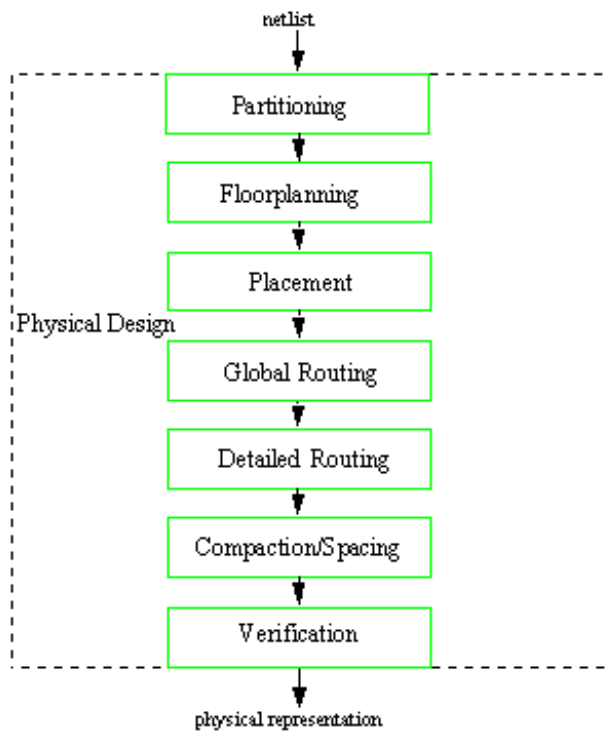 netlist
Partitioning
Floorplanning
Placement
Physical Design
Global Routing
Detailed Routing
Compaction/Spacing
Verification
physical representation